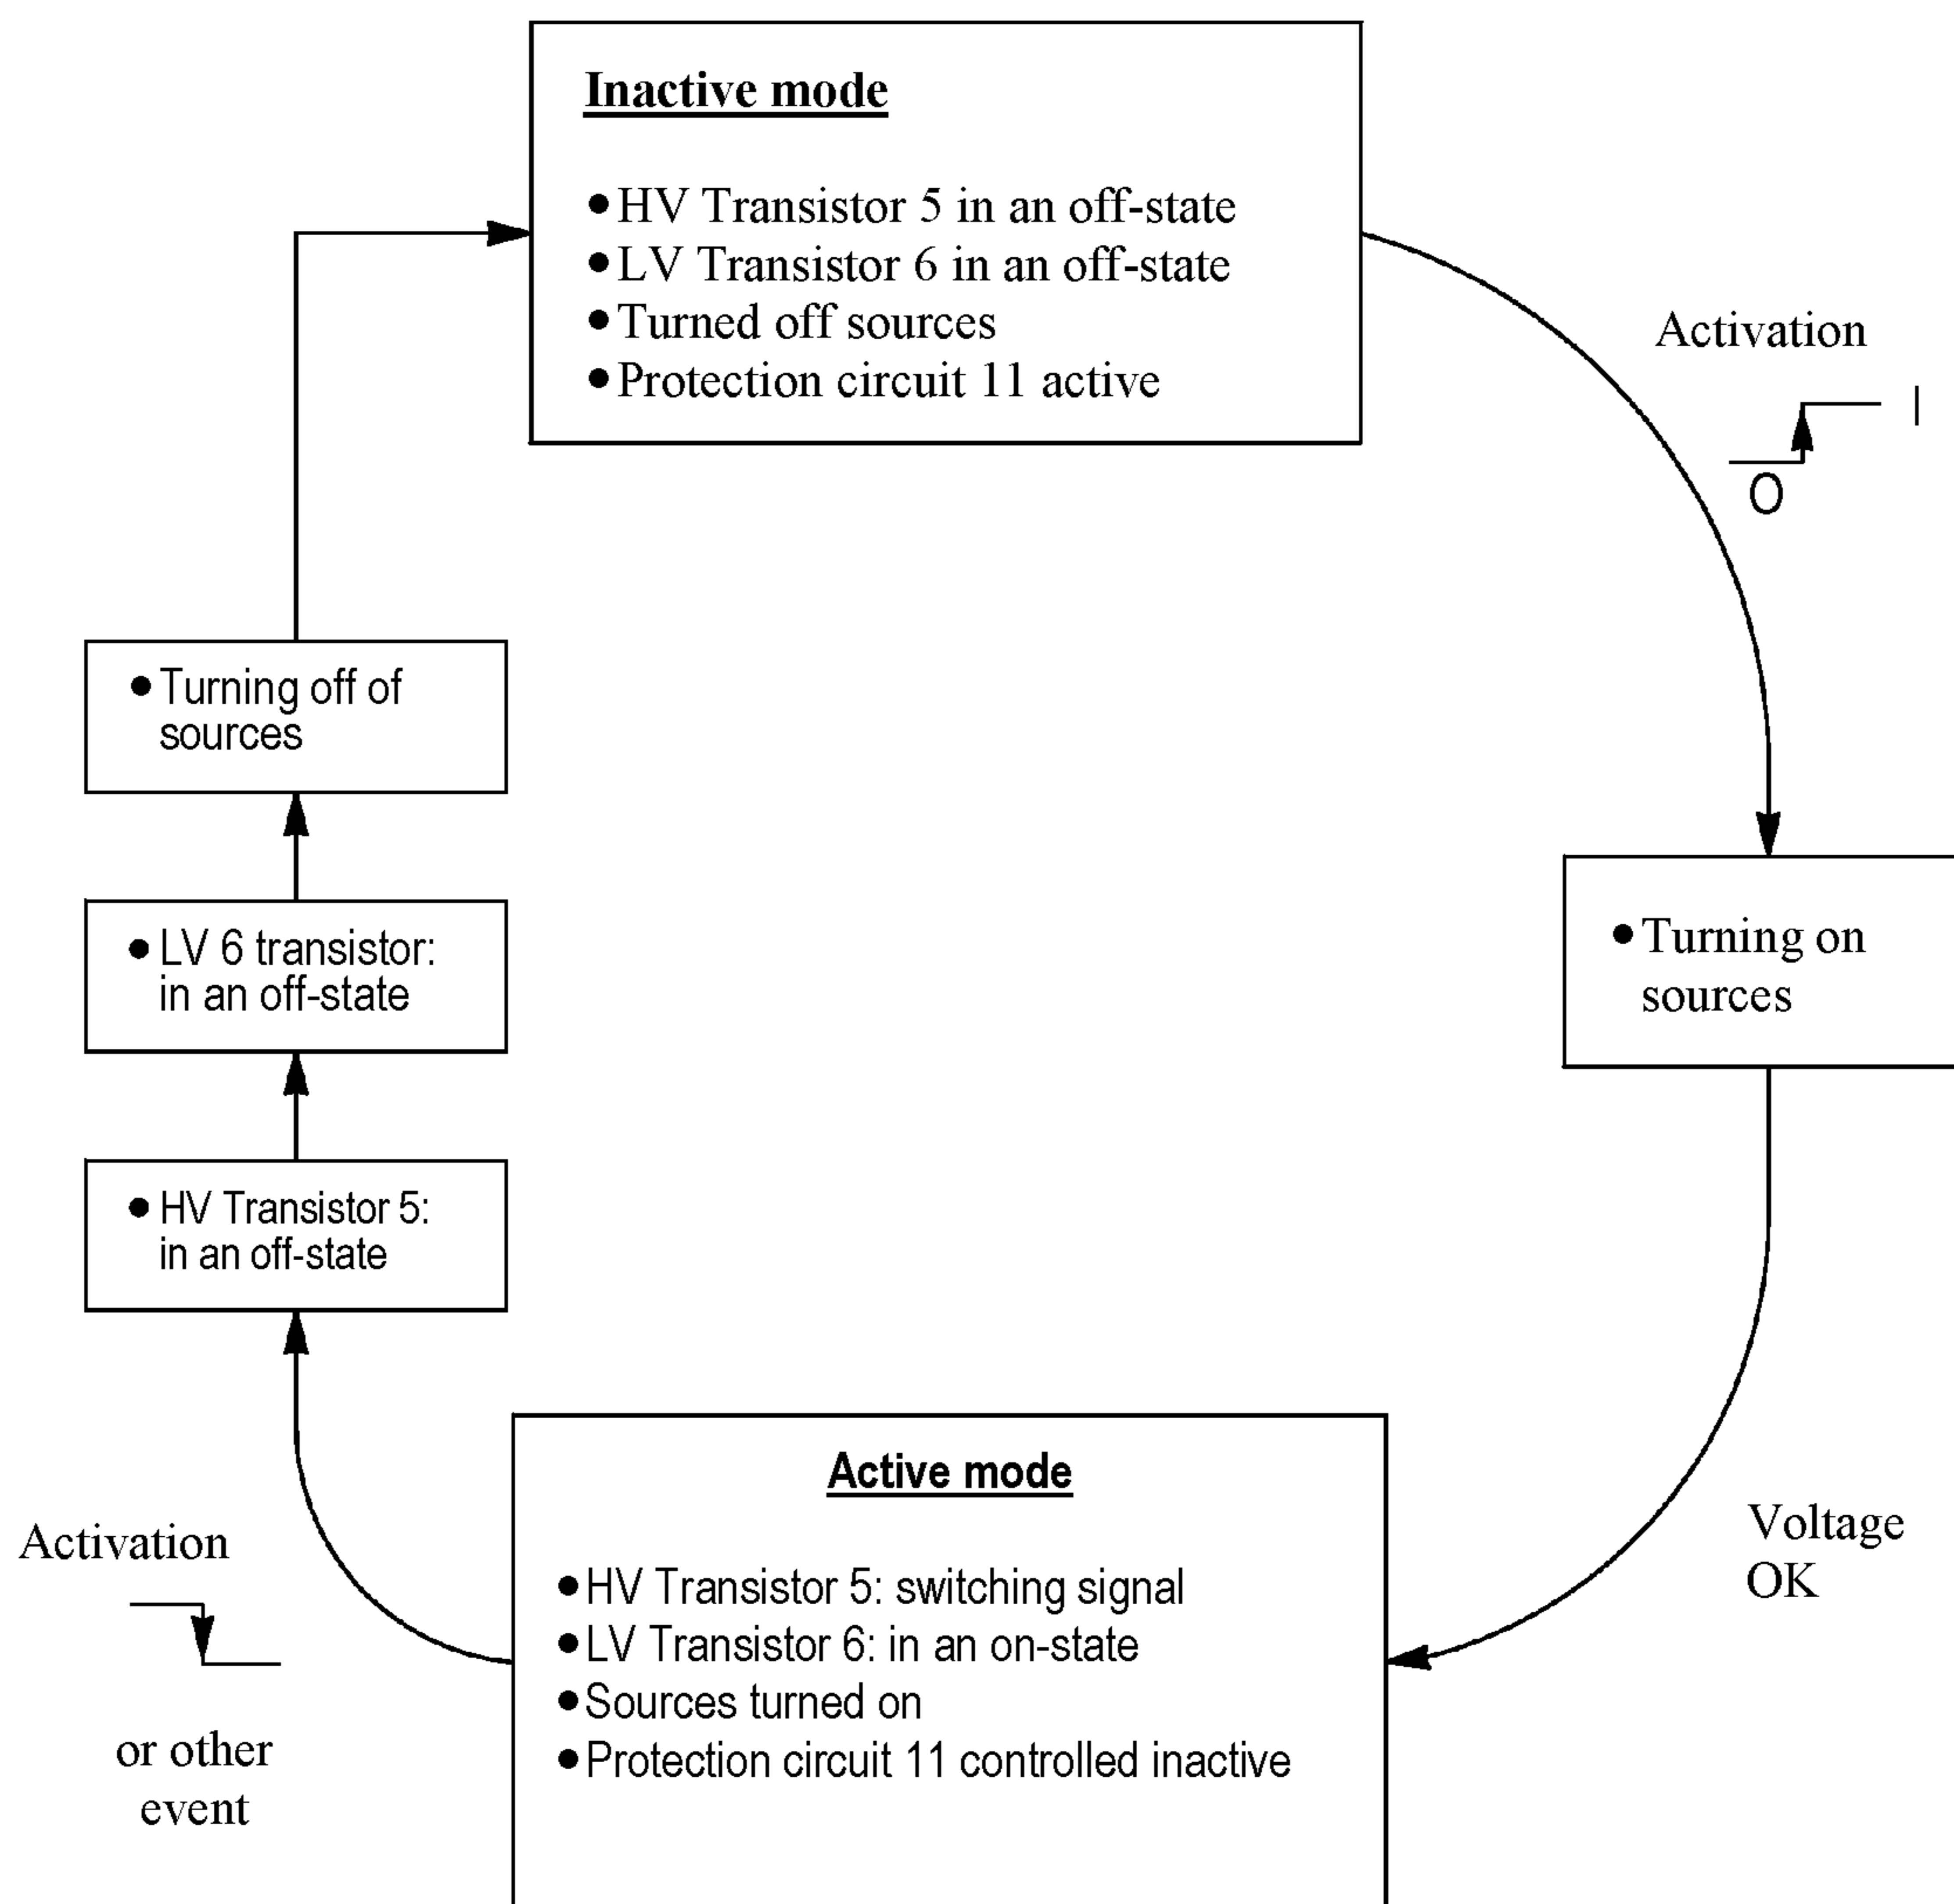 Inactive mode
● HV Transistor 5 in an off-state
● LV Transistor 6 in an off-state
● Turned off sources
● Protection circuit 11 active
Activation
I
O
● Turning off of
sources
● LV 6 transistor:
in an off-state
● Turning on
sources
● HV Transistor 5:
in an off-state
Active mode
● HV Transistor 5: switching signal
● LV Transistor 6: in an on-state
● Sources turned on
● Protection circuit 11 controlled inactive
Voltage
OK
Activation
or other
event